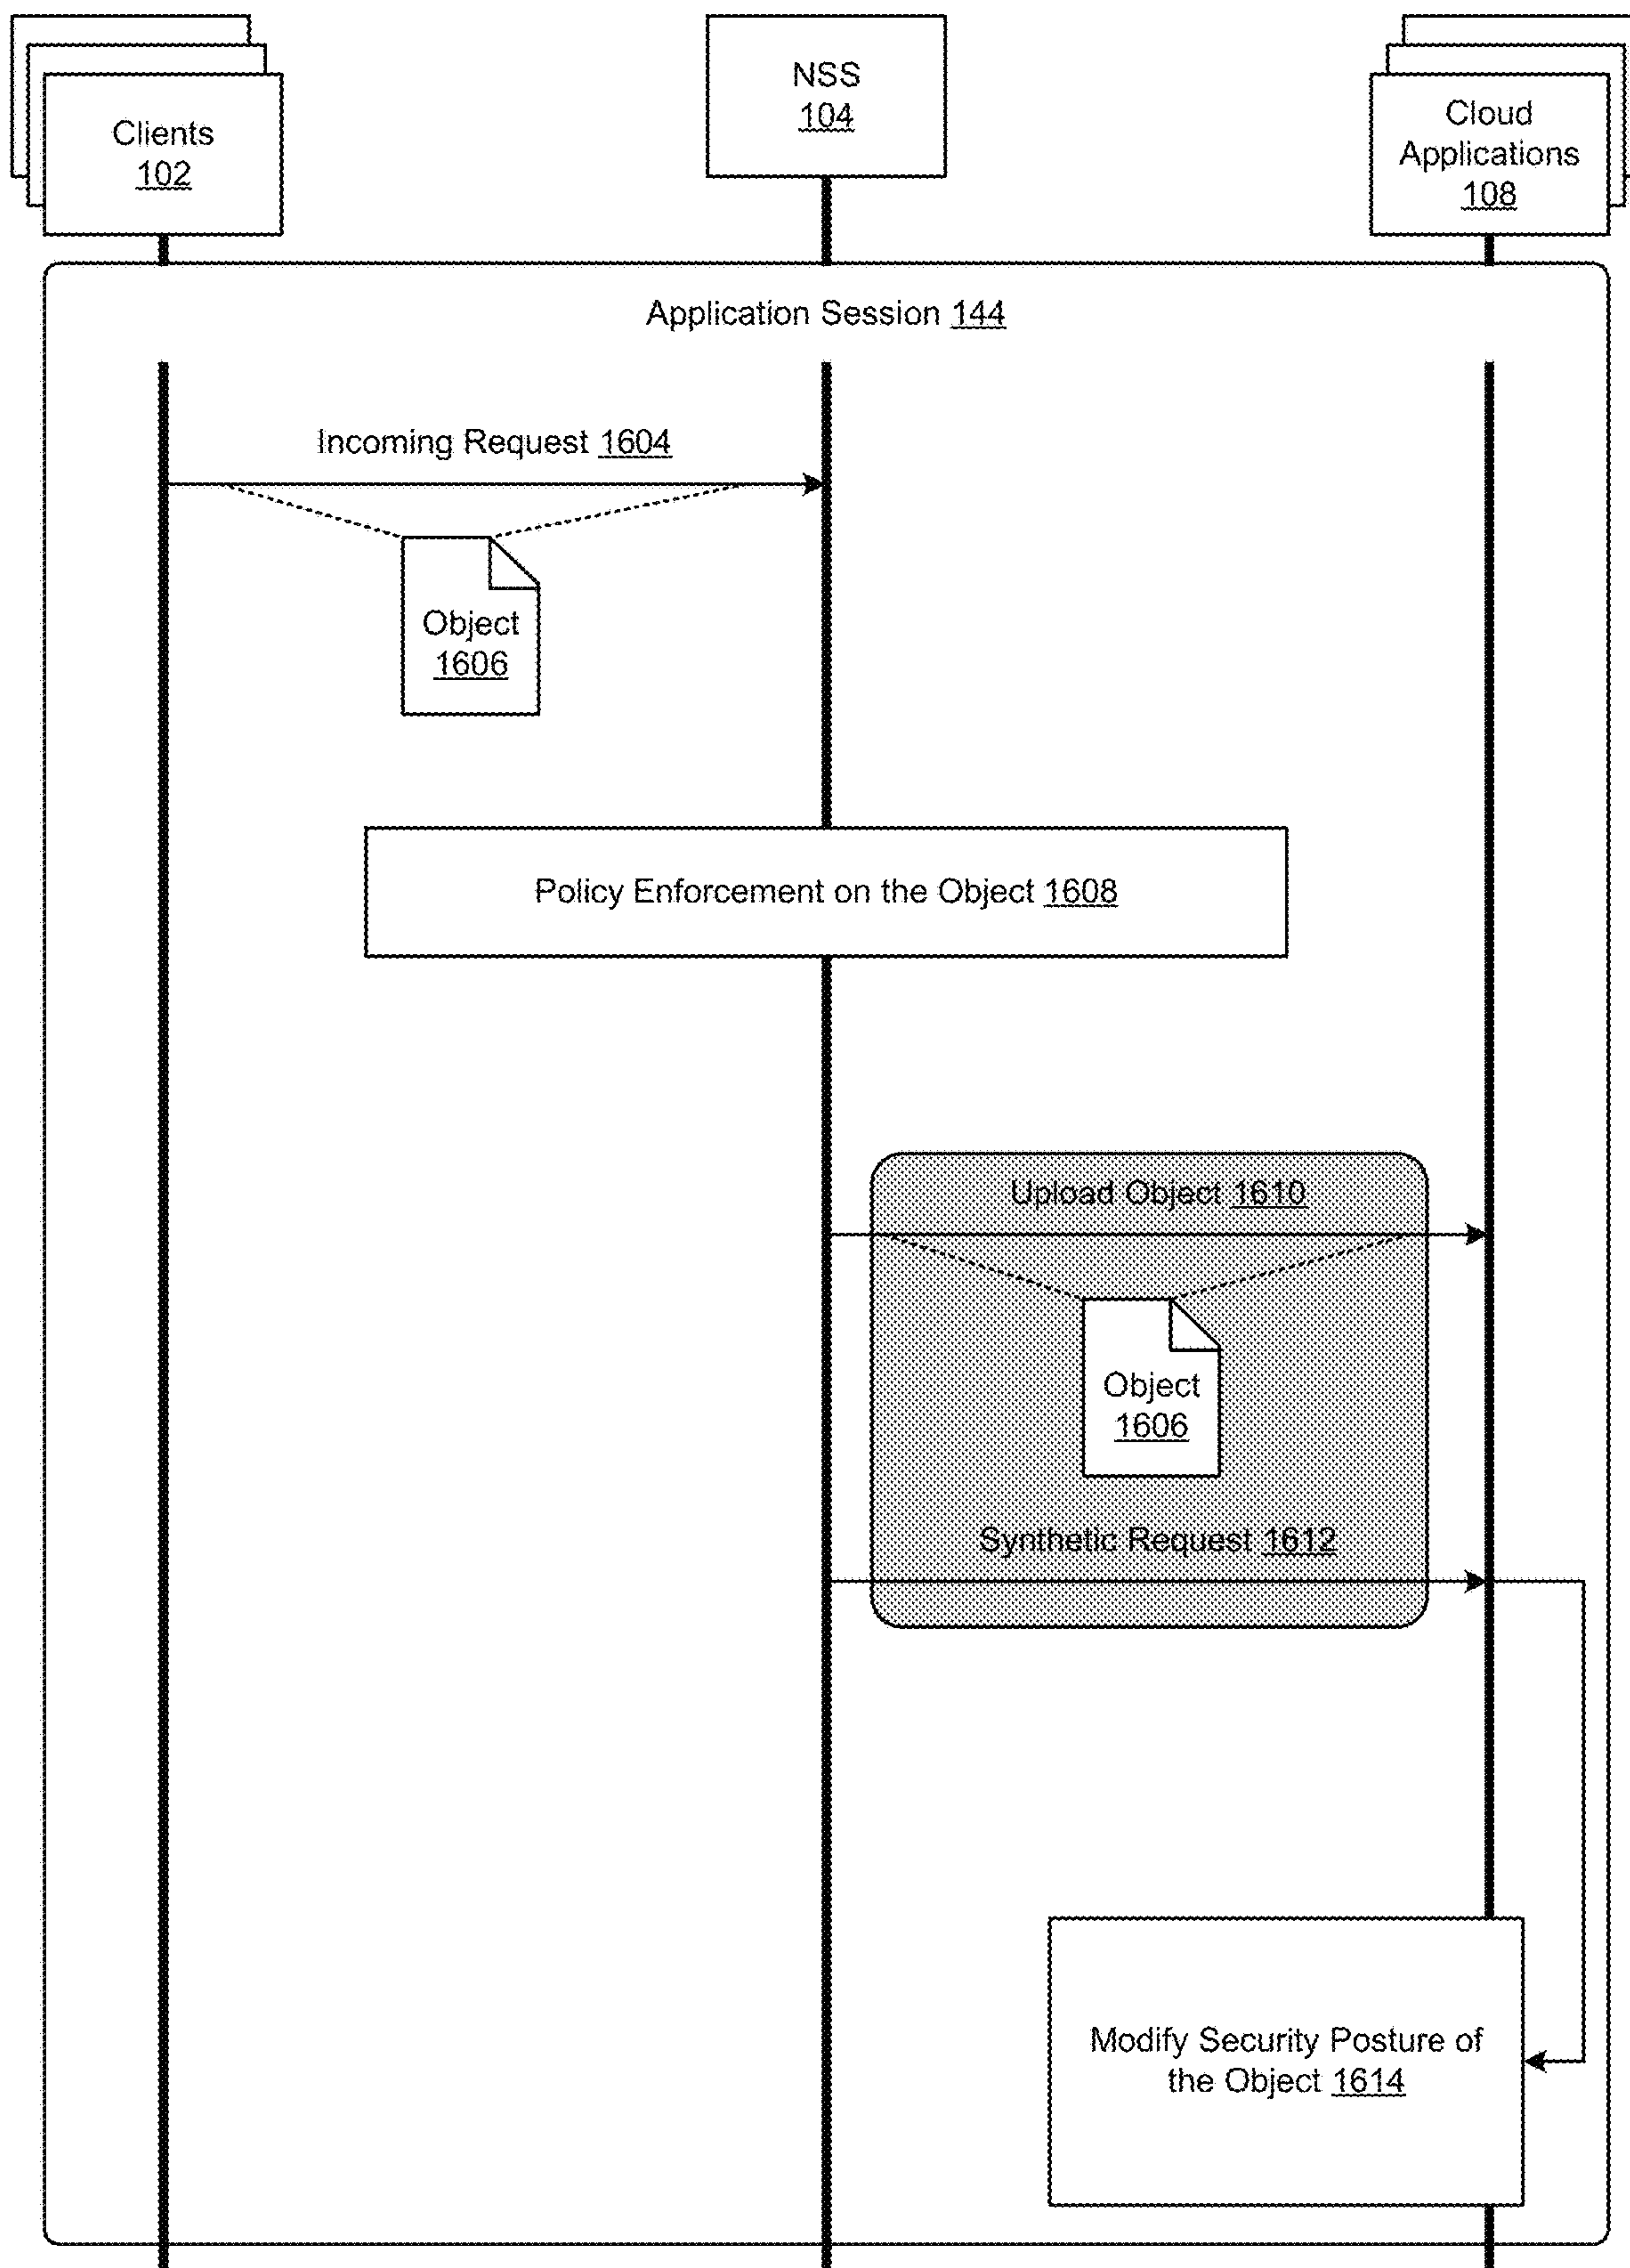 Clients
102
NSS
104
Cloud
Applications
108
Application Session 144
Incoming Request 1604
Object
1606
Policy Enforcement on the Object 1608
Upload Object 1610
Object
1606
Synthetic Request 1612
Modify Security Posture of
the Object 1614